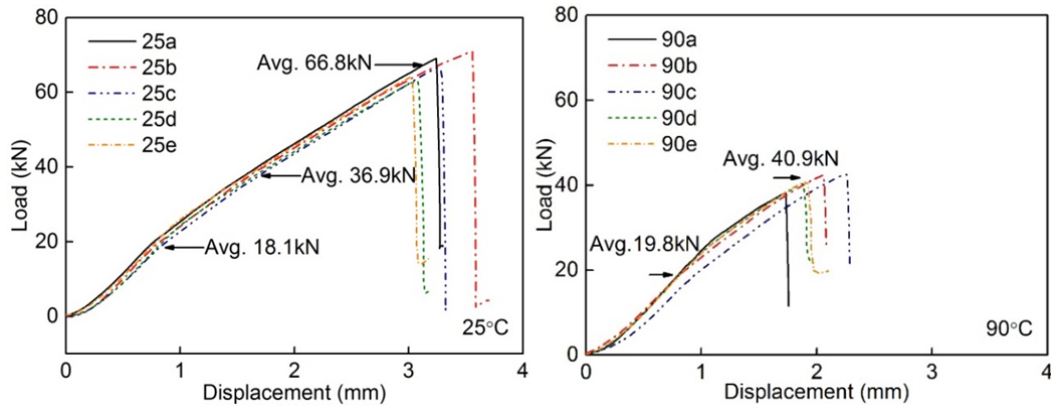 80
60
40
20
0
Load (kN)
25a
25b
25c
25d
25e
Avg. 66.8kN
Avg. 36.9kN
Avg. 18.1kN
25°C
0 1 2 3 4
Displacement (mm)
80
60
40
20
0
Load (kN)
90a
90b
90c
90d
90e
Avg. 40.9kN
Avg.19.8kN
90°C
0 1 2 3 4
Displacement (mm)